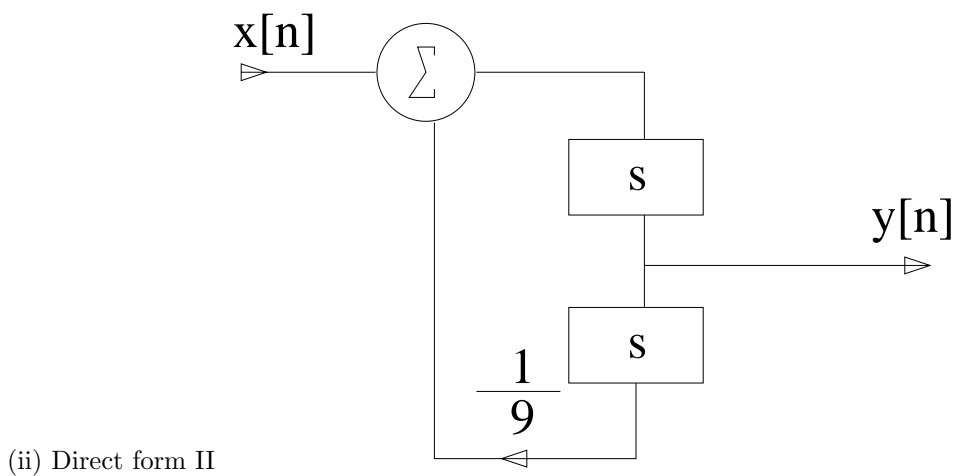 x[n]
Σ
s
y[n]
s
1
9
(ii) Direct form II